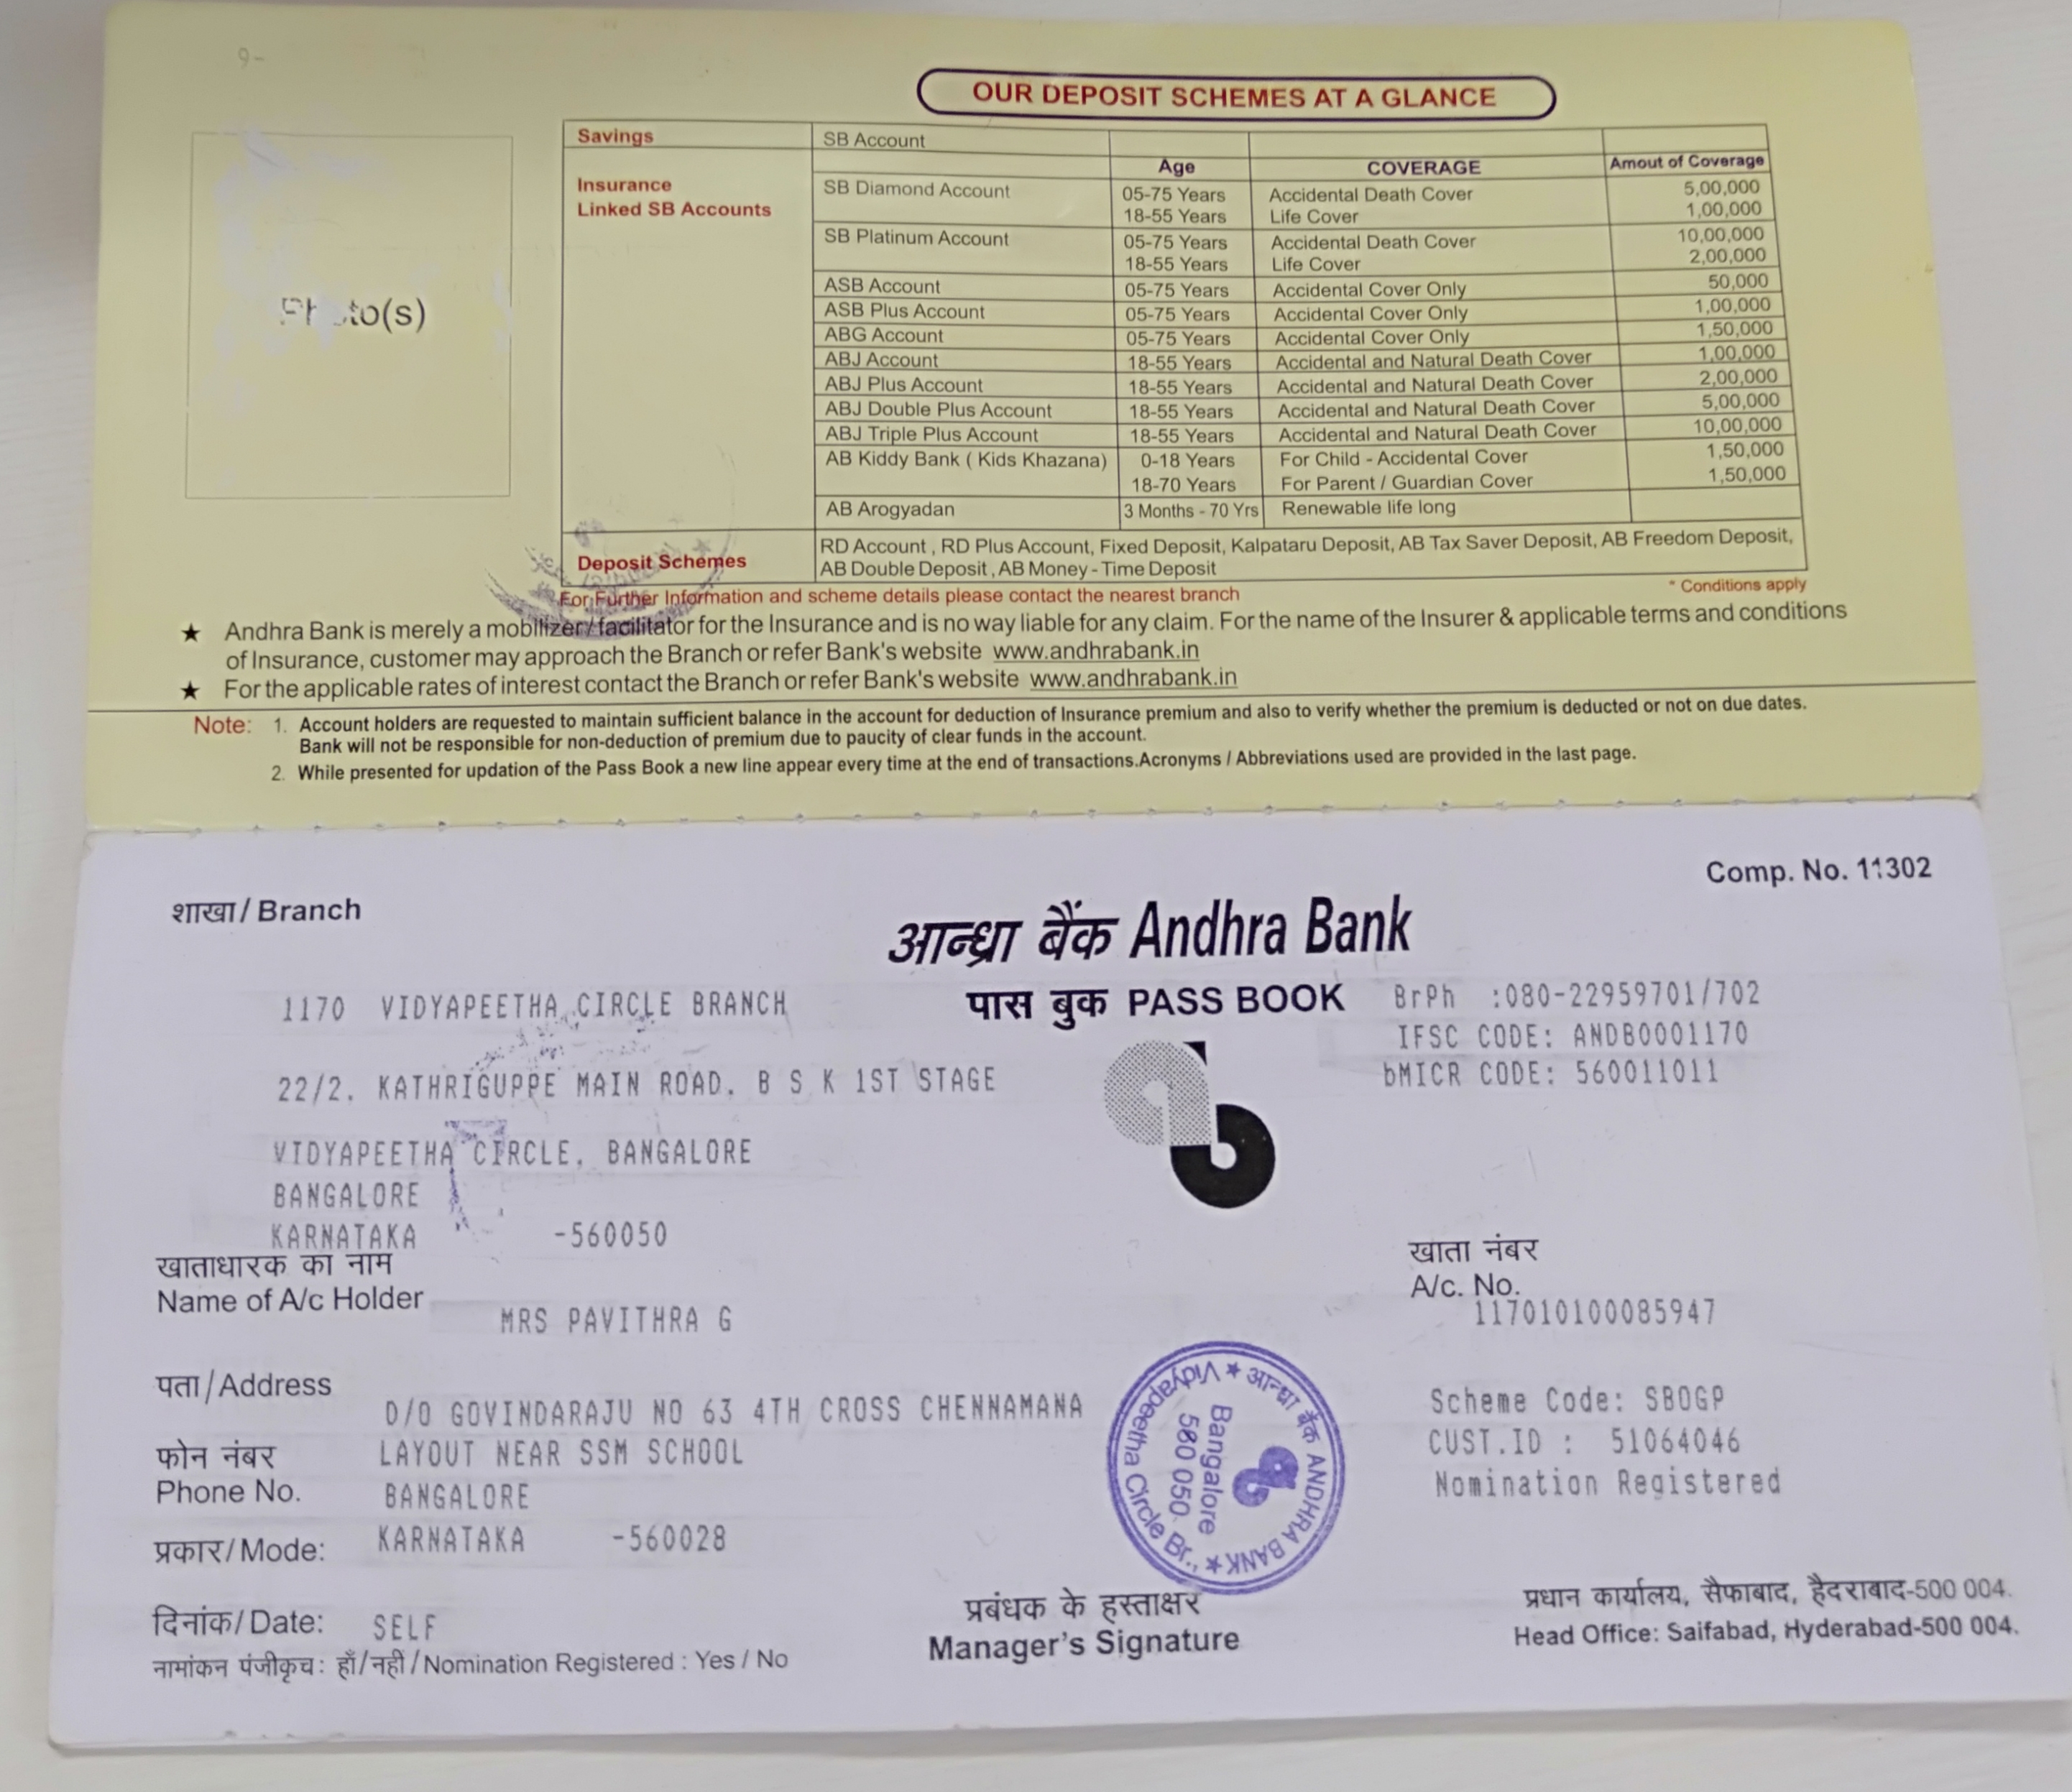 9-
OUR DEPOSIT SCHEMES AT A GLANCE
Savings SB Account
Age COVERAGE Amout of Coverage
Insurance
Linked SB Accounts
SB Diamond Account 05-75 Years Accidental Death Cover 5,00,000
18-55 Years Life Cover 1,00,000
SB Platinum Account 05-75 Years Accidental Death Cover 10,00,000
18-55 Years Life Cover 2,00,000
ASB Account 05-75 Years Accidental Cover Only 50,000
ASB Plus Account 05-75 Years Accidental Cover Only 1,00,000
ABG Account 05-75 Years Accidental Cover Only 1,50,000
ABJ Account 18-55 Years Accidental and Natural Death Cover 1,00,000
ABJ Plus Account 18-55 Years Accidental and Natural Death Cover 2,00,000
ABJ Double Plus Account 18-55 Years Accidental and Natural Death Cover 5,00,000
ABJ Triple Plus Account 18-55 Years Accidental and Natural Death Cover 10,00,000
AB Kiddy Bank ( Kids Khazana) 0-18 Years For Child - Accidental Cover 1,50,000
18-70 Years For Parent / Guardian Cover 1,50,000
AB Arogyadan 3 Months - 70 Yrs Renewable life long
Deposit Schemes RD Account , RD Plus Account, Fixed Deposit, Kalpataru Deposit, AB Tax Saver Deposit, AB Freedom Deposit,
AB Double Deposit , AB Money - Time Deposit
For Further Information and scheme details please contact the nearest branch * Conditions apply
Photo(s)
★ Andhra Bank is merely a mobilizer / facilitator for the Insurance and is no way liable for any claim. For the name of the Insurer & applicable terms and conditions
of Insurance, customer may approach the Branch or refer Bank's website www.andhrabank.in
★ For the applicable rates of interest contact the Branch or refer Bank's website www.andhrabank.in
Note: 1. Account holders are requested to maintain sufficient balance in the account for deduction of Insurance premium and also to verify whether the premium is deducted or not on due dates.
Bank will not be responsible for non-deduction of premium due to paucity of clear funds in the account.
2. While presented for updation of the Pass Book a new line appear every time at the end of transactions.Acronyms / Abbreviations used are provided in the last page.
Comp. No. 11302
शाखा / Branch
आन्ध्रा बैंक Andhra Bank
पास बुक PASS BOOK
1170 VIDYAPEETHA CIRCLE BRANCH
22/2, KATHRIGUPPE MAIN ROAD, B S K 1ST STAGE
VIDYAPEETHA CIRCLE, BANGALORE
BANGALORE
KARNATAKA -560050
BrPh :080-22959701/702
IFSC CODE: ANDB0001170
bMICR CODE: 560011011
खाताधारक का नाम
Name of A/c Holder
MRS PAVITHRA G
खाता नंबर
A/c. No.
117010100085947
पता / Address
D/O GOVINDARAJU NO 63 4TH CROSS CHENNAMANA
फोन नंबर LAYOUT NEAR SSM SCHOOL
Phone No. BANGALORE
प्रकार / Mode: KARNATAKA -560028
Scheme Code: SBOGP
CUST.ID : 51064046
Nomination Registered
आन्ध्रा बैंक ANDHRA BANK ★ Vidyapeetha Circle Br., ★
Bangalore
560 050
दिनांक / Date: SELF
नामांकन पंजीकृच : हाँ / नहीं / Nomination Registered : Yes / No
प्रबंधक के हस्ताक्षर
Manager's Signature
प्रधान कार्यालय, सैफाबाद, हैदराबाद-500 004.
Head Office: Saifabad, Hyderabad-500 004.